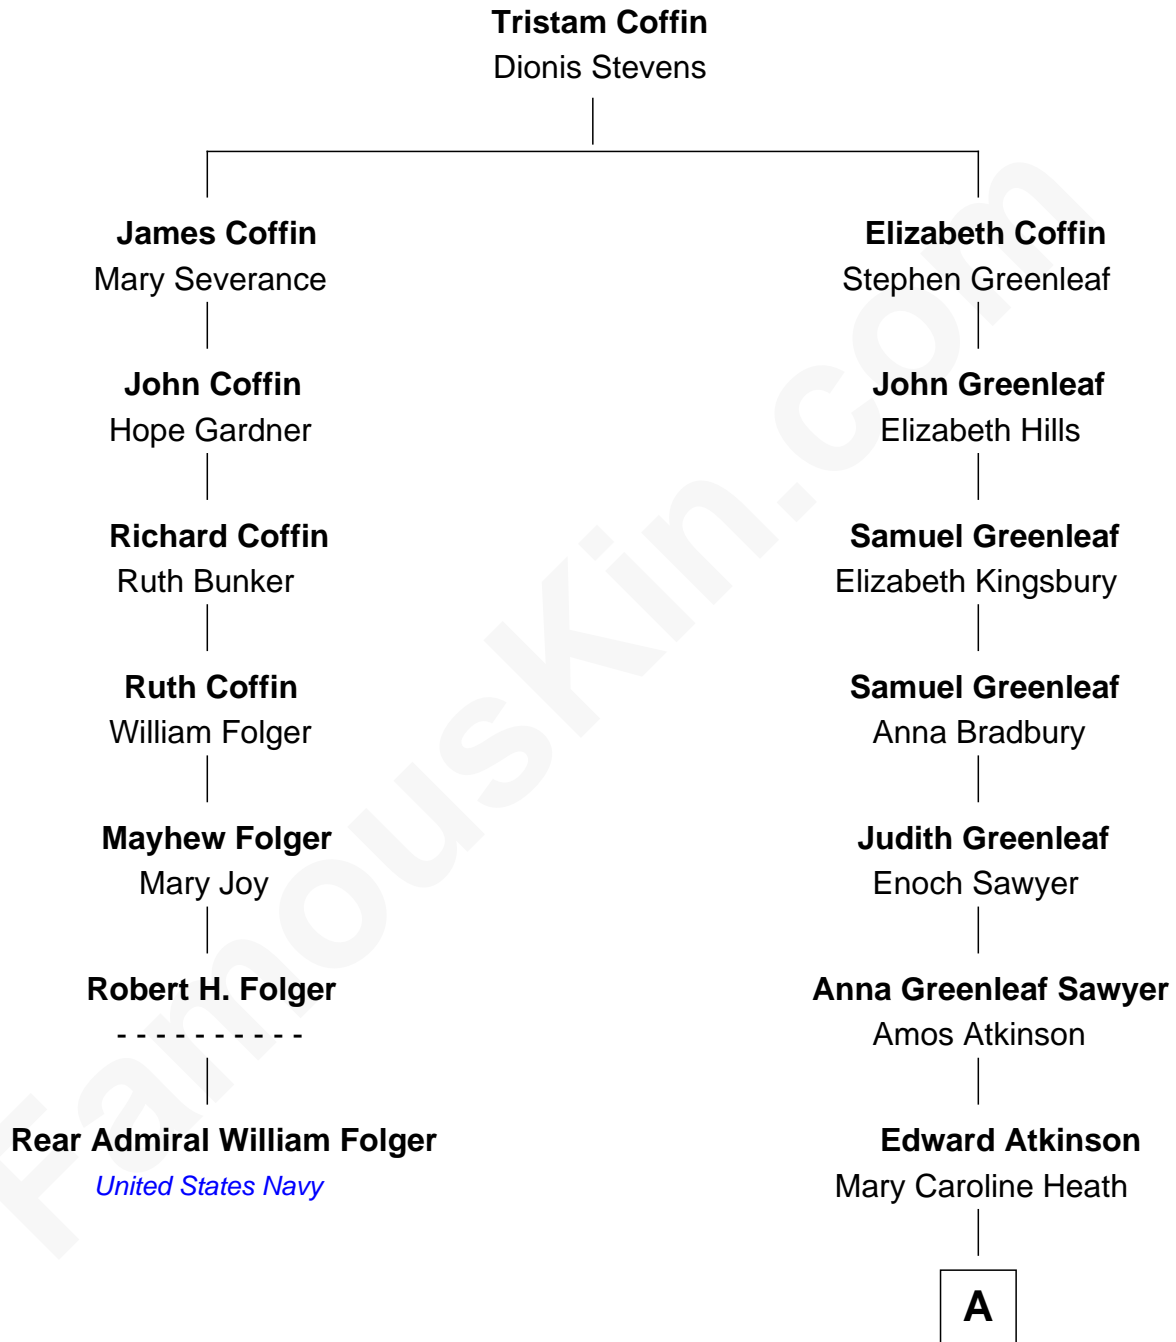 Tristam Coffin
Dionis Stevens
James Coffin
Mary Severance
John Coffin
Hope Gardner
Richard Coffin
Ruth Bunker
Ruth Coffin
William Folger
Mayhew Folger
Mary Joy
Robert H. Folger
- - - - - - - - - -
Rear Admiral William Folger
United States Navy
Elizabeth Coffin
Stephen Greenleaf
John Greenleaf
Elizabeth Hills
Samuel Greenleaf
Elizabeth Kingsbury
Samuel Greenleaf
Anna Bradbury
Judith Greenleaf
Enoch Sawyer
Anna Greenleaf Sawyer
Amos Atkinson
Edward Atkinson
Mary Caroline Heath
A
FamousKin.com